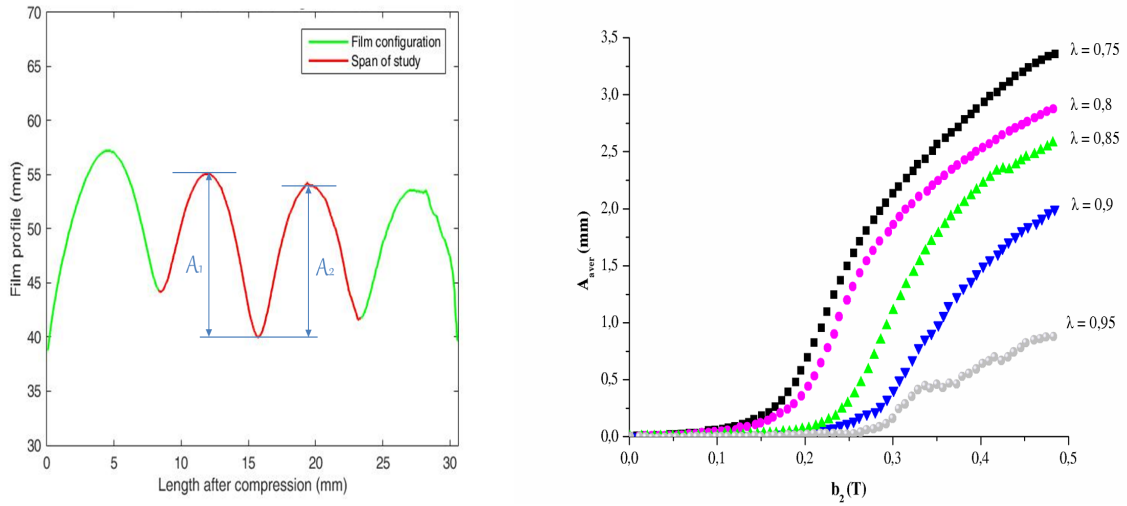 70
65
60
55
50
45
40
35
30
Film profile (mm)
Film configuration
Span of study
A₁
A₂
0
5
10
15
20
25
30
Length after compression (mm)
3,5
3,0
2,5
2,0
1,5
1,0
0,5
0,0
A_aver (mm)
λ = 0,75
λ = 0,8
λ = 0,85
λ = 0,9
λ = 0,95
0,0
0,1
0,2
0,3
0,4
0,5
b₂(T)